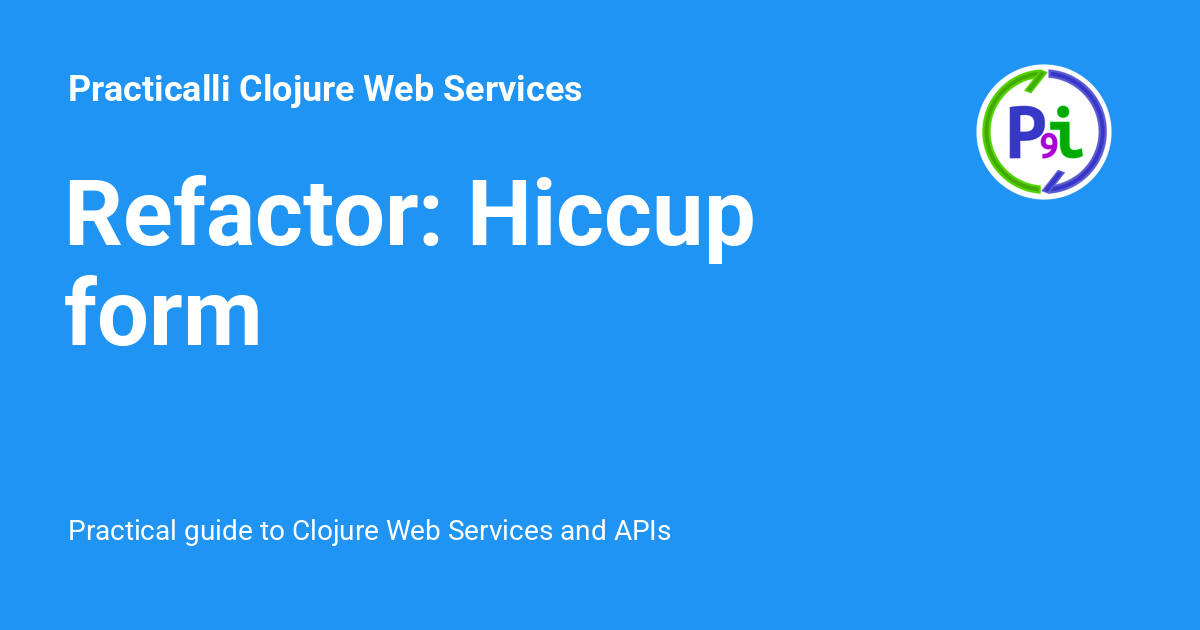 Practicalli Clojure Web Services
P9i
Refactor: Hiccup
form
Practical guide to Clojure Web Services and APIs